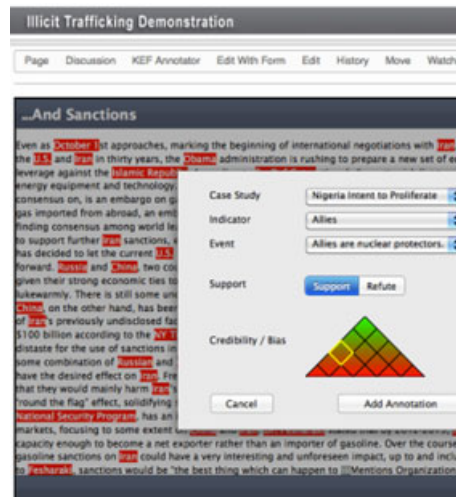 Illicit Trafficking Demonstration
Page Discussion KEF Annotator Edit With Form Edit History Move Watch
...And Sanctions
Even as October 1st approaches, marking the beginning of international negotiations with Iran
the U.S. and Iran in thirty years, the Obama administration is rushing to prepare a new set of
leverage against the Islamic
energy equipment and technology.
consensus on, is an embargo on
gas imported from abroad, an
finding consensus among world
to support further Iran sanctions,
has decided to let the current U.S.
forward. Russia and China, two
given their strong economic ties to
lukewarmly. There is still some
China, on the other hand, has been
of Iran's previously undisclosed
$100 billion according to the NY
distaste for the use of sanctions in
some combination of Russian and
have the desired effect on Iran.
that they would mainly harm Iran's
"round the flag" effect, solidifying
National Security Program, has an
markets, focusing to some extent
capacity enough to become a net exporter rather than an importer of gasoline. Over the course
gasoline sanctions on Iran could have a very interesting and unforeseen impact, up to and
to Fesharaki, sanctions would be "the best thing which can happen to Mentions
Case Study Nigeria Intent to Proliferate
Indicator Allies
Event Allies are nuclear protectors.
Support Support Refute
Credibility / Bias
Cancel Add Annotation